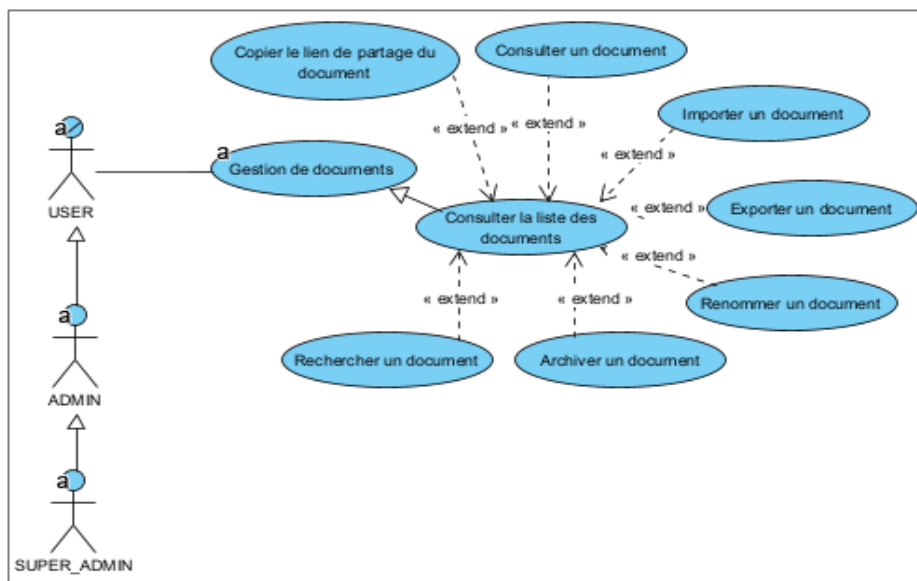 Copier le lien de partage du
document
Consulter un document
Importer un document
« extend »
« extend »
« extend »
a
USER
a
Gestion de documents
Consulter la liste des
documents
« extend »
Exporter un document
« extend »
Renommer un document
« extend »
« extend »
Rechercher un document
Archiver un document
a
ADMIN
a
SUPER_ADMIN